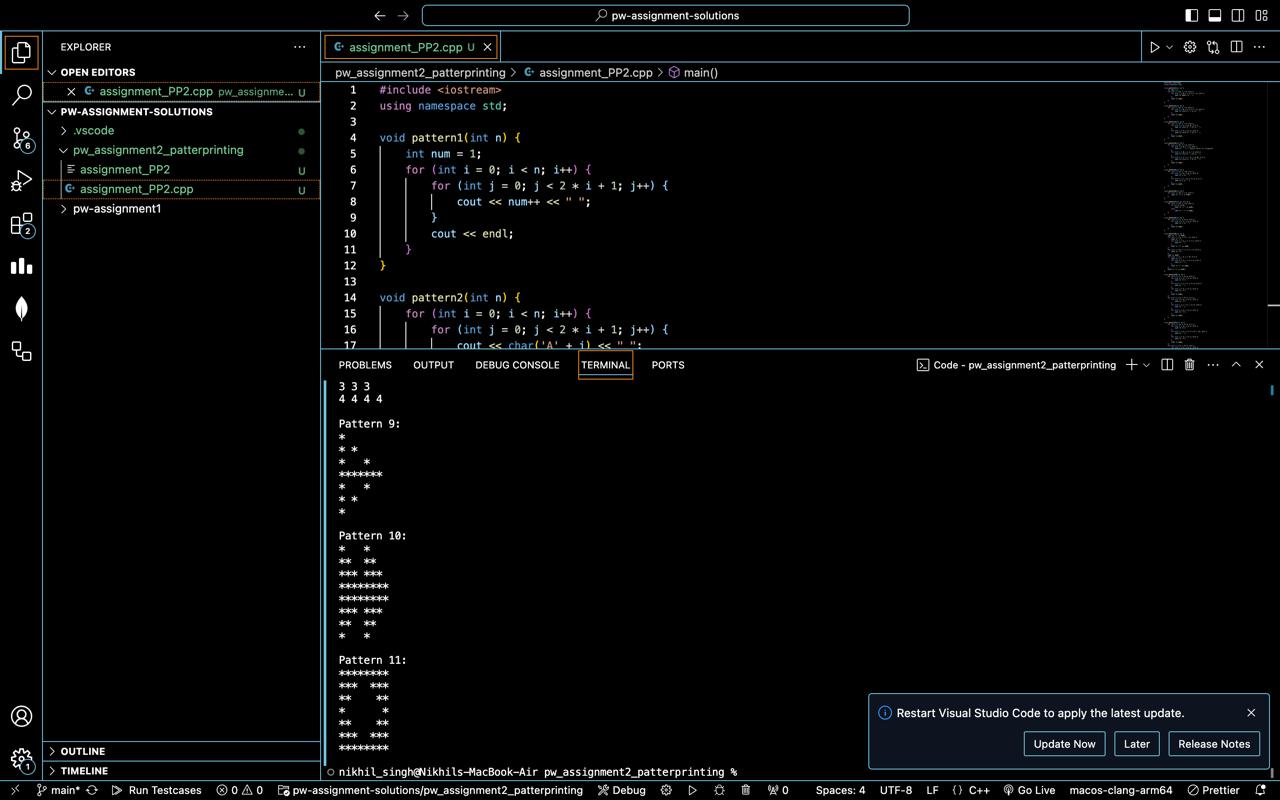 pw-assignment-solutions
EXPLORER
OPEN EDITORS
assignment_PP2.cpp pw_assignme... U
PW-ASSIGNMENT-SOLUTIONS
.vscode
pw_assignment2_patterprinting
assignment_PP2 U
assignment_PP2.cpp U
pw-assignment1
OUTLINE
TIMELINE
6
2
1
assignment_PP2.cpp U
pw_assignment2_patterprinting > assignment_PP2.cpp > main()
1 #include <iostream>
2 using namespace std;
3
4 void pattern1(int n) {
5     int num = 1;
6     for (int i = 0; i < n; i++) {
7         for (int j = 0; j < 2 * i + 1; j++) {
8             cout << num++ << " ";
9         }
10         cout << endl;
11     }
12 }
13
14 void pattern2(int n) {
15     for (int i = 0; i < n; i++) {
16         for (int j = 0; j < 2 * i + 1; j++) {
17             cout << char('A' + i) << " ";
PROBLEMS OUTPUT DEBUG CONSOLE TERMINAL PORTS
Code - pw_assignment2_patterprinting
3 3 3
4 4 4 4
Pattern 9:
*
* *
*   *
*******
*   *
* *
*
Pattern 10:
*   *
**  **
*** ***
********
********
*** ***
**  **
*   *
Pattern 11:
********
***  ***
**    **
*      *
**    **
***  ***
********
nikhil_singh@Nikhils-MacBook-Air pw_assignment2_patterprinting %
Restart Visual Studio Code to apply the latest update.
Update Now Later Release Notes
main* Run Testcases 0 0 pw-assignment-solutions/pw_assignment2_patterprinting Debug 0 Spaces: 4 UTF-8 LF {} C++ Go Live macos-clang-arm64 Prettier